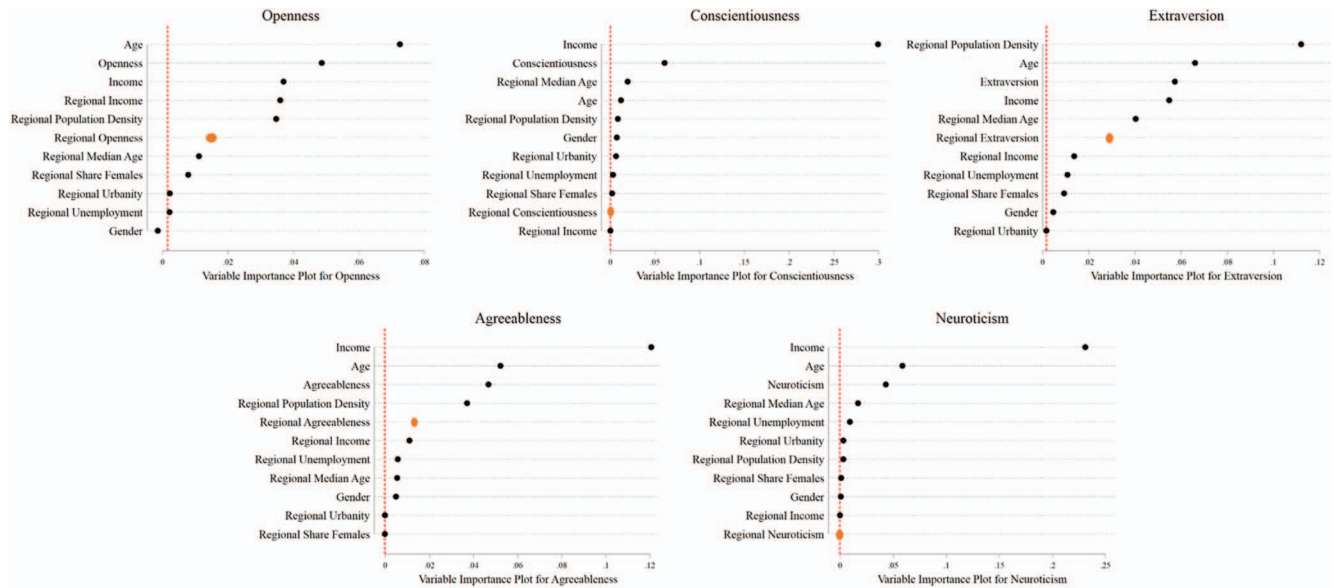 Openness
Age
Openness
Income
Regional Income
Regional Population Density
Regional Openness
Regional Median Age
Regional Share Females
Regional Urbanity
Regional Unemployment
Gender
0 .02 .04 .06 .08
Variable Importance Plot for Openness
Conscientiousness
Income
Conscientiousness
Regional Median Age
Age
Regional Population Density
Gender
Regional Urbanity
Regional Unemployment
Regional Share Females
Regional Conscientiousness
Regional Income
0 .05 .1 .15 .2 .25 .3
Variable Importance Plot for Conscientiousness
Extraversion
Regional Population Density
Age
Extraversion
Income
Regional Median Age
Regional Extraversion
Regional Income
Regional Unemployment
Regional Share Females
Gender
Regional Urbanity
0 .02 .04 .06 .08 .1 .12
Variable Importance Plot for Extraversion
Agreeableness
Income
Age
Agreeableness
Regional Population Density
Regional Agreeableness
Regional Income
Regional Unemployment
Regional Median Age
Gender
Regional Urbanity
Regional Share Females
0 .02 .04 .06 .08 .1 .12
Variable Importance Plot for Agreeableness
Neuroticism
Income
Age
Neuroticism
Regional Median Age
Regional Unemployment
Regional Urbanity
Regional Population Density
Regional Share Females
Gender
Regional Income
Regional Neuroticism
0 .05 .1 .15 .2 .25
Variable Importance Plot for Neuroticism